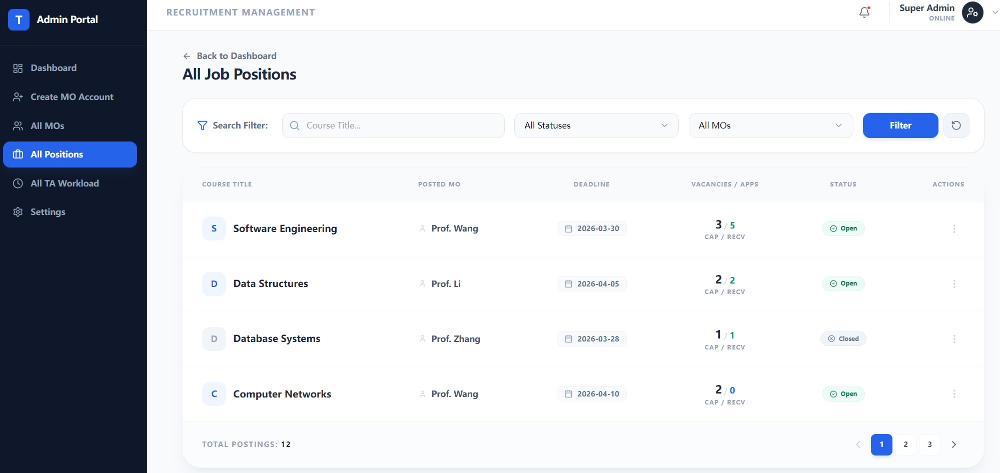 T Admin Portal
RECRUITMENT MANAGEMENT
Super Admin
ONLINE
Dashboard
Create MO Account
All MOs
All Positions
All TA Workload
Settings
Back to Dashboard
All Job Positions
Search Filter: Course Title... All Statuses All MOs Filter
COURSE TITLE POSTED MO DEADLINE VACANCIES / APPS STATUS ACTIONS
S Software Engineering Prof. Wang 2026-03-30 3 / 5 Open
CAP / RECV
D Data Structures Prof. Li 2026-04-05 2 / 2 Open
CAP / RECV
D Database Systems Prof. Zhang 2026-03-28 1 / 1 Closed
CAP / RECV
C Computer Networks Prof. Wang 2026-04-10 2 / 0 Open
CAP / RECV
TOTAL POSTINGS: 12 1 2 3